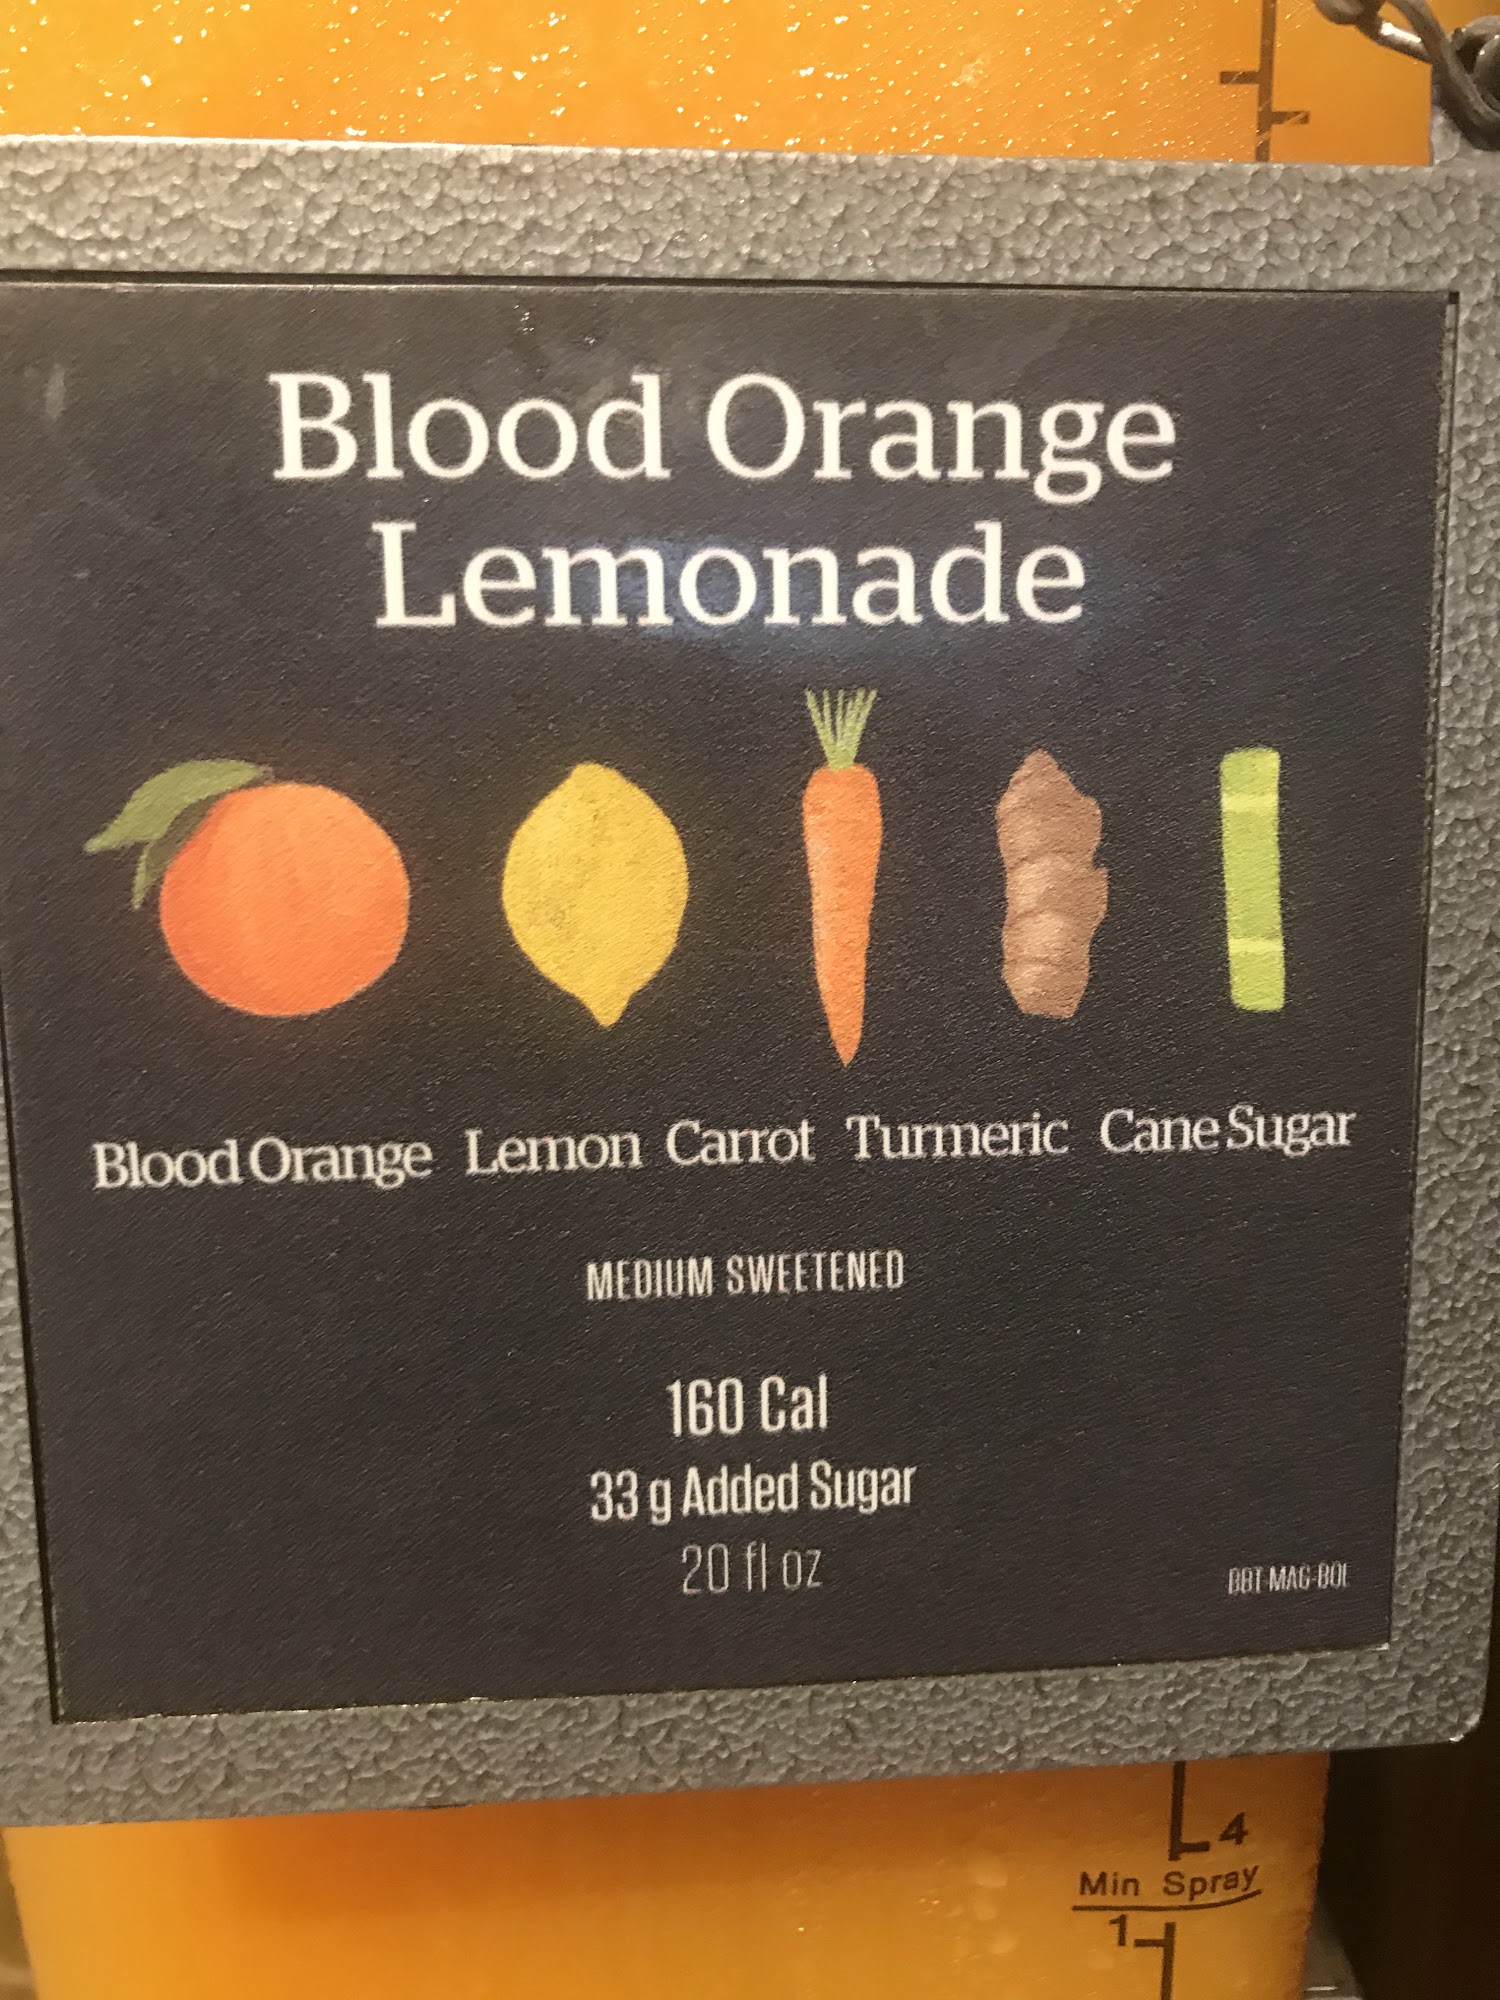 Blood Orange
Lemonade
Blood Orange Lemon Carrot Turmeric Cane Sugar
MEDIUM SWEETENED
160 Cal
33 g Added Sugar
20 fl oz
4
Min Spray
1